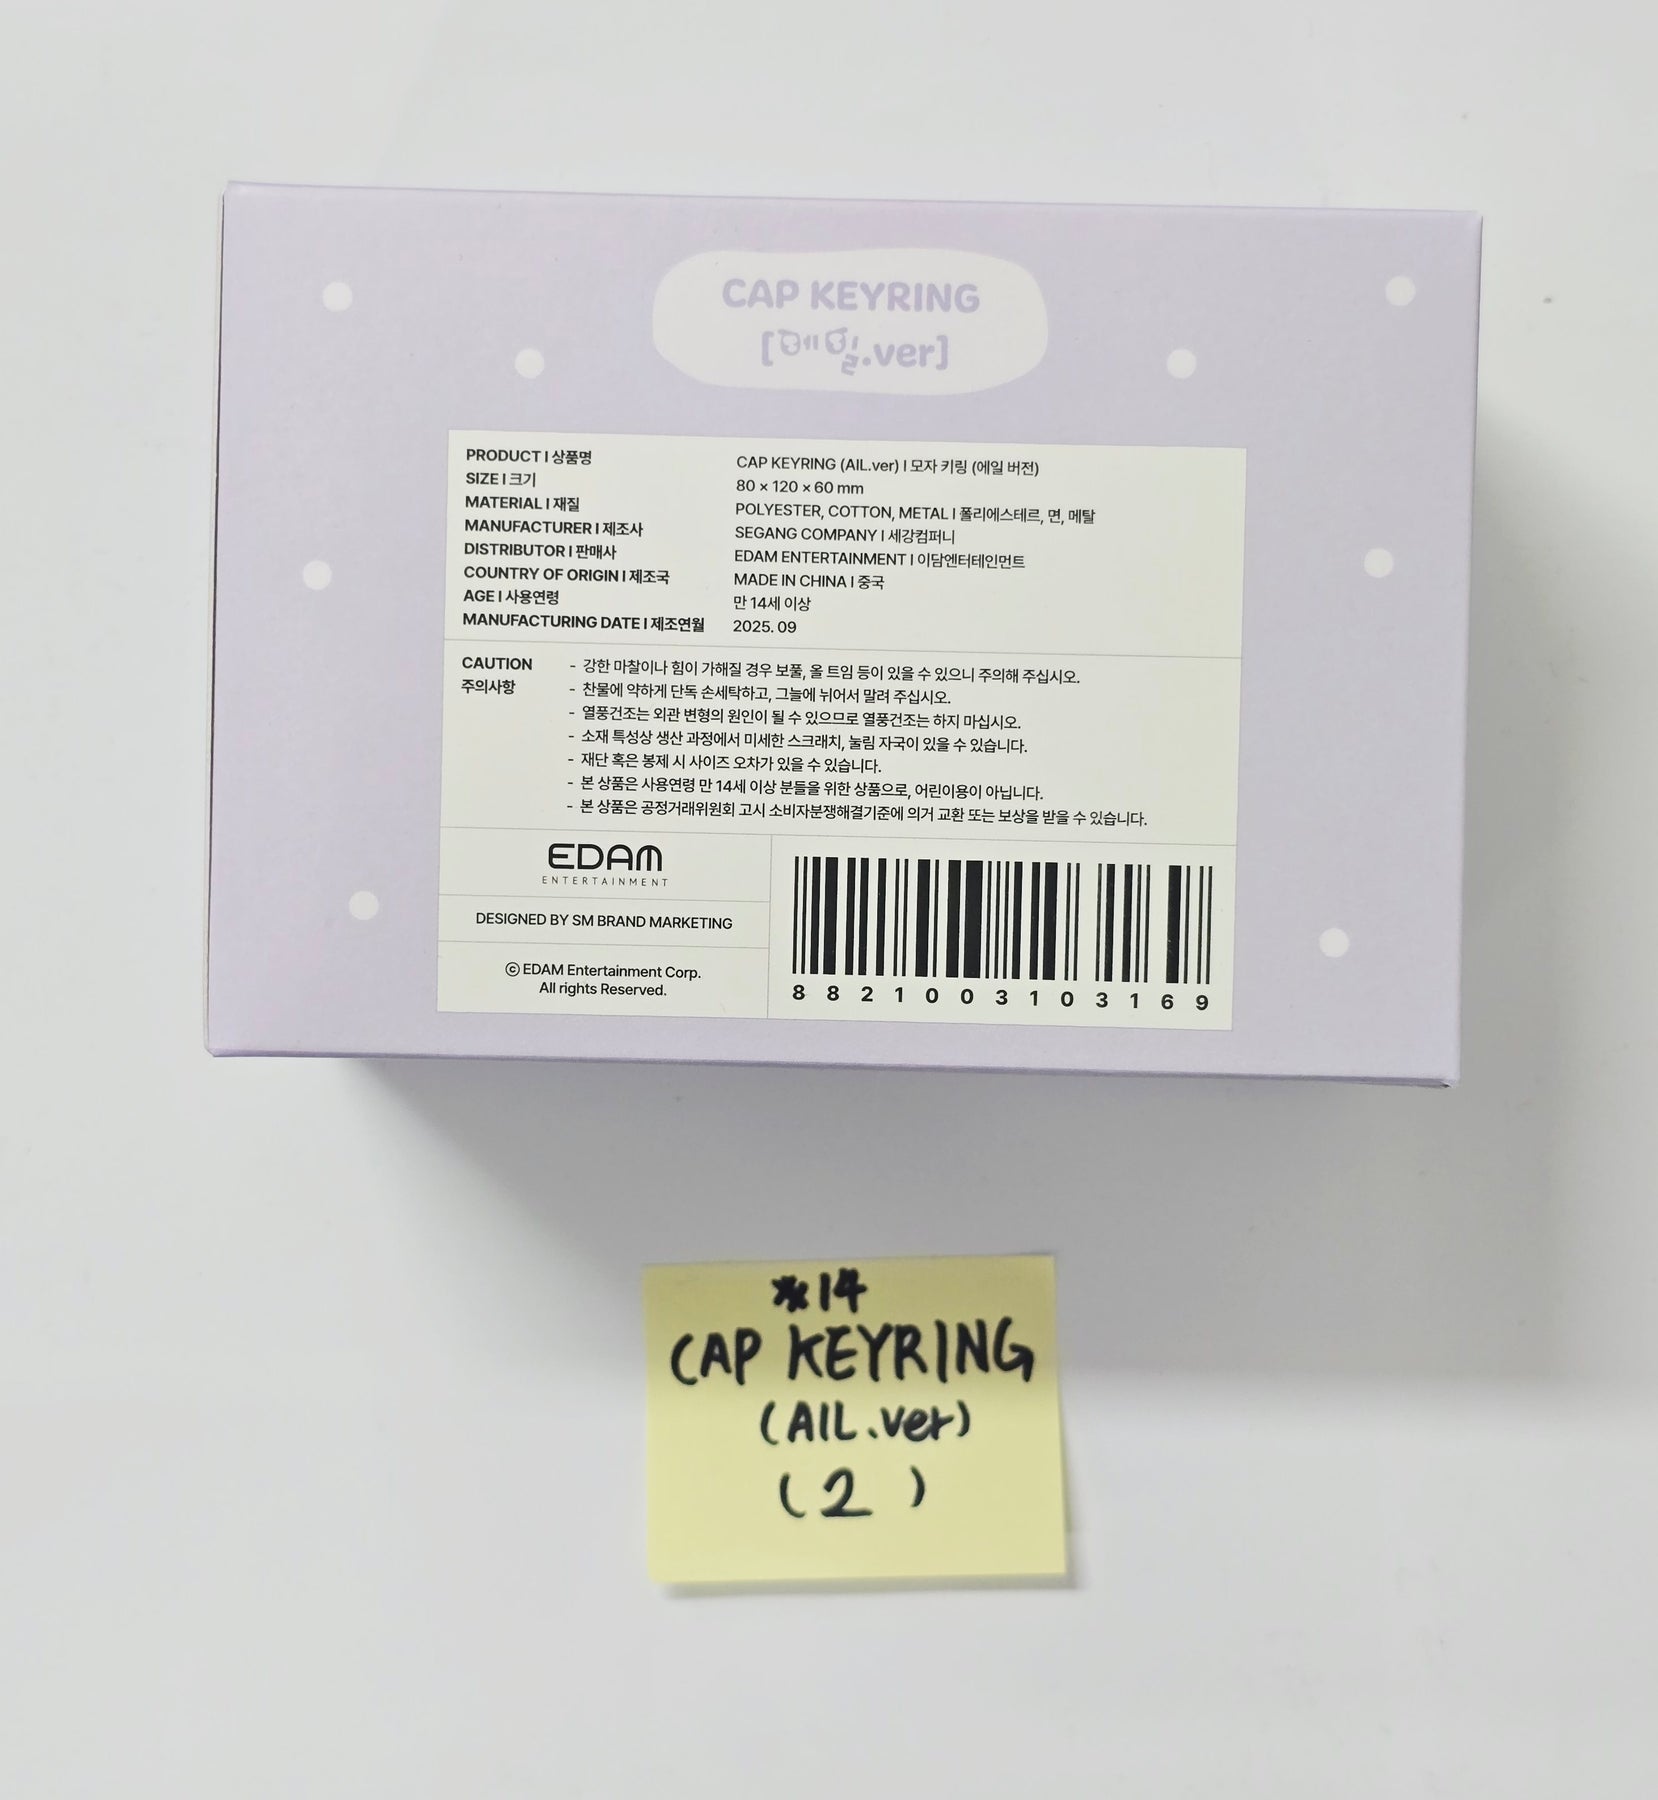 CAP KEYRING
[에일.ver]
PRODUCT I 상품명 CAP KEYRING (AIL.ver) I 모자 키링 (에일 버전)
SIZE I 크기 80 × 120 × 60 mm
MATERIAL I 재질 POLYESTER, COTTON, METAL I 폴리에스테르, 면, 메탈
MANUFACTURER I 제조사 SEGANG COMPANY I 세강컴퍼니
DISTRIBUTOR I 판매사 EDAM ENTERTAINMENT I 이담엔터테인먼트
COUNTRY OF ORIGIN I 제조국 MADE IN CHINA I 중국
AGE I 사용연령 만 14세 이상
MANUFACTURING DATE I 제조연월 2025. 09
CAUTION - 강한 마찰이나 힘이 가해질 경우 보풀, 올 트임 등이 있을 수 있으니 주의해 주십시오.
주의사항 - 찬물에 약하게 단독 손세탁하고, 그늘에 뉘어서 말려 주십시오.
- 열풍건조는 외관 변형의 원인이 될 수 있으므로 열풍건조는 하지 마십시오.
- 소재 특성상 생산 과정에서 미세한 스크래치, 눌림 자국이 있을 수 있습니다.
- 재단 혹은 봉제 시 사이즈 오차가 있을 수 있습니다.
- 본 상품은 사용연령 만 14세 이상 분들을 위한 상품으로, 어린이용이 아닙니다.
- 본 상품은 공정거래위원회 고시 소비자분쟁해결기준에 의거 교환 또는 보상을 받을 수 있습니다.
EDAM
ENTERTAINMENT
DESIGNED BY SM BRAND MARKETING
ⓒ EDAM Entertainment Corp.
All rights Reserved.
8 8 2 1 0 0 3 1 0 3 1 6 9
※14
CAP KEYRING
(AIL.ver)
(2)